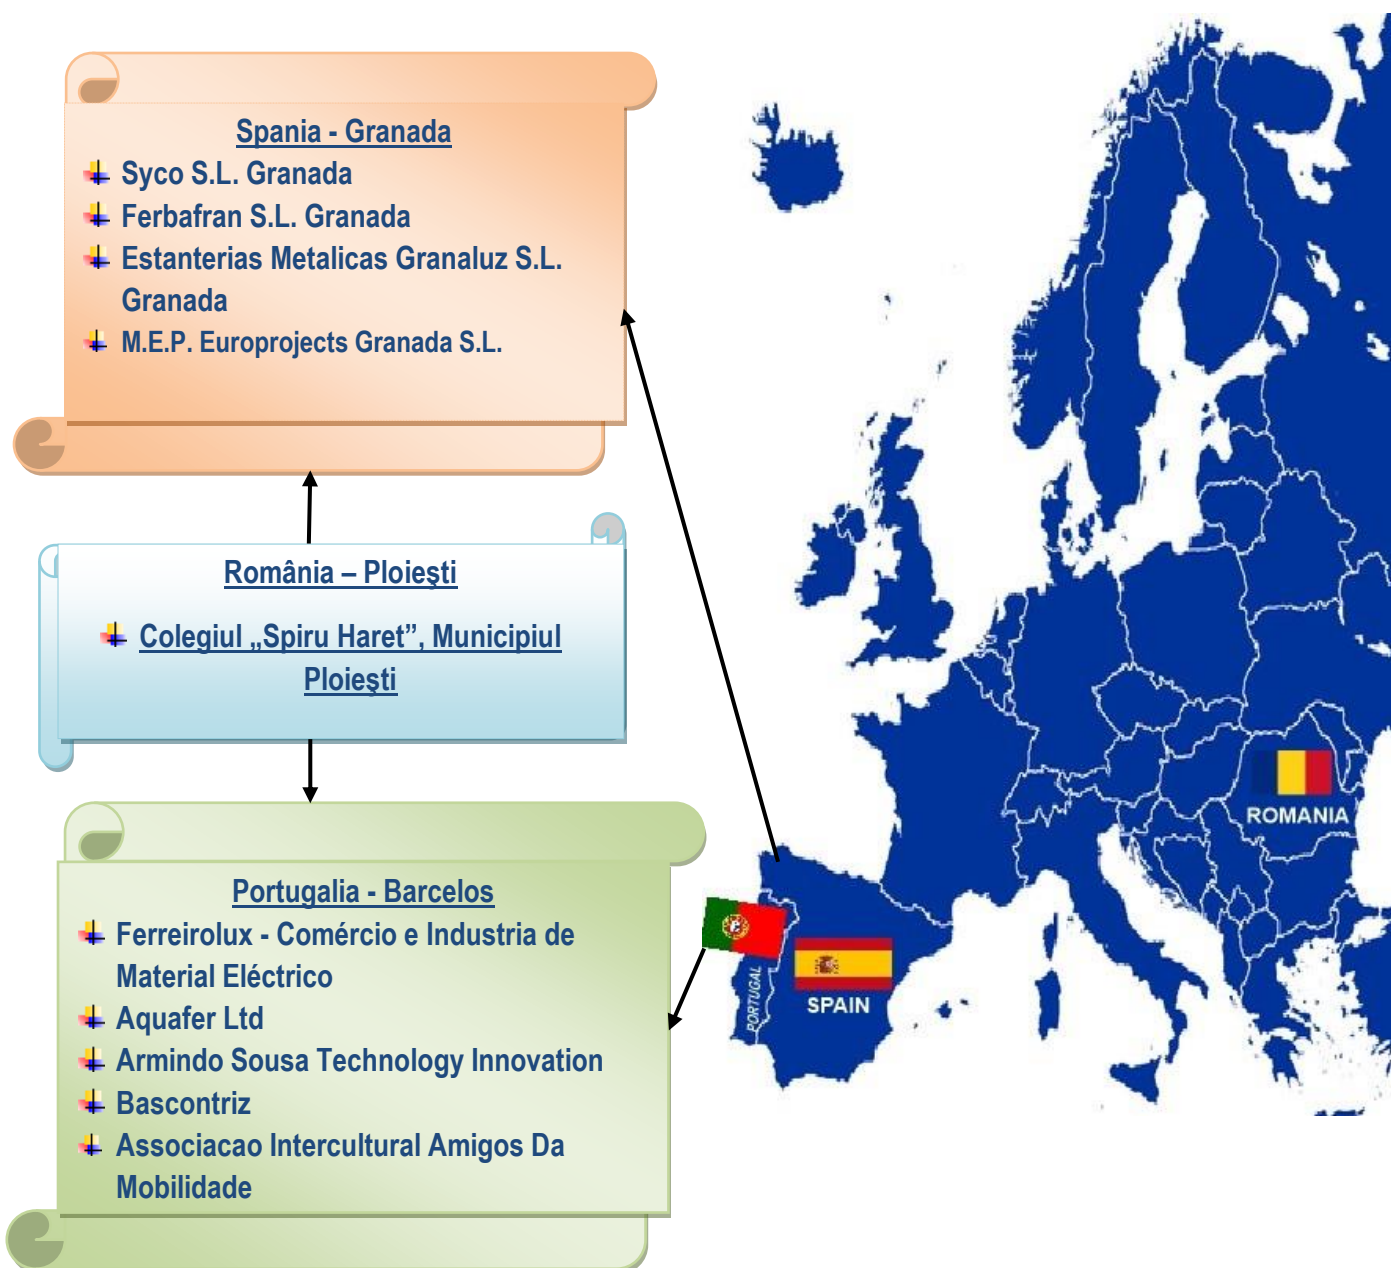 Spania - Granada
Syco S.L. Granada
Ferbafran S.L. Granada
Estanterias Metalicas Granaluz S.L.
Granada
M.E.P. Europrojects Granada S.L.
România – Ploieşti
Colegiul „Spiru Haret”, Municipiul
Ploieşti
Portugalia - Barcelos
Ferreirolux - Comércio e Industria de
Material Eléctrico
Aquafer Ltd
Armindo Sousa Technology Innovation
Bascontriz
Associacao Intercultural Amigos Da
Mobilidade
ROMANIA
PORTUGAL
SPAIN